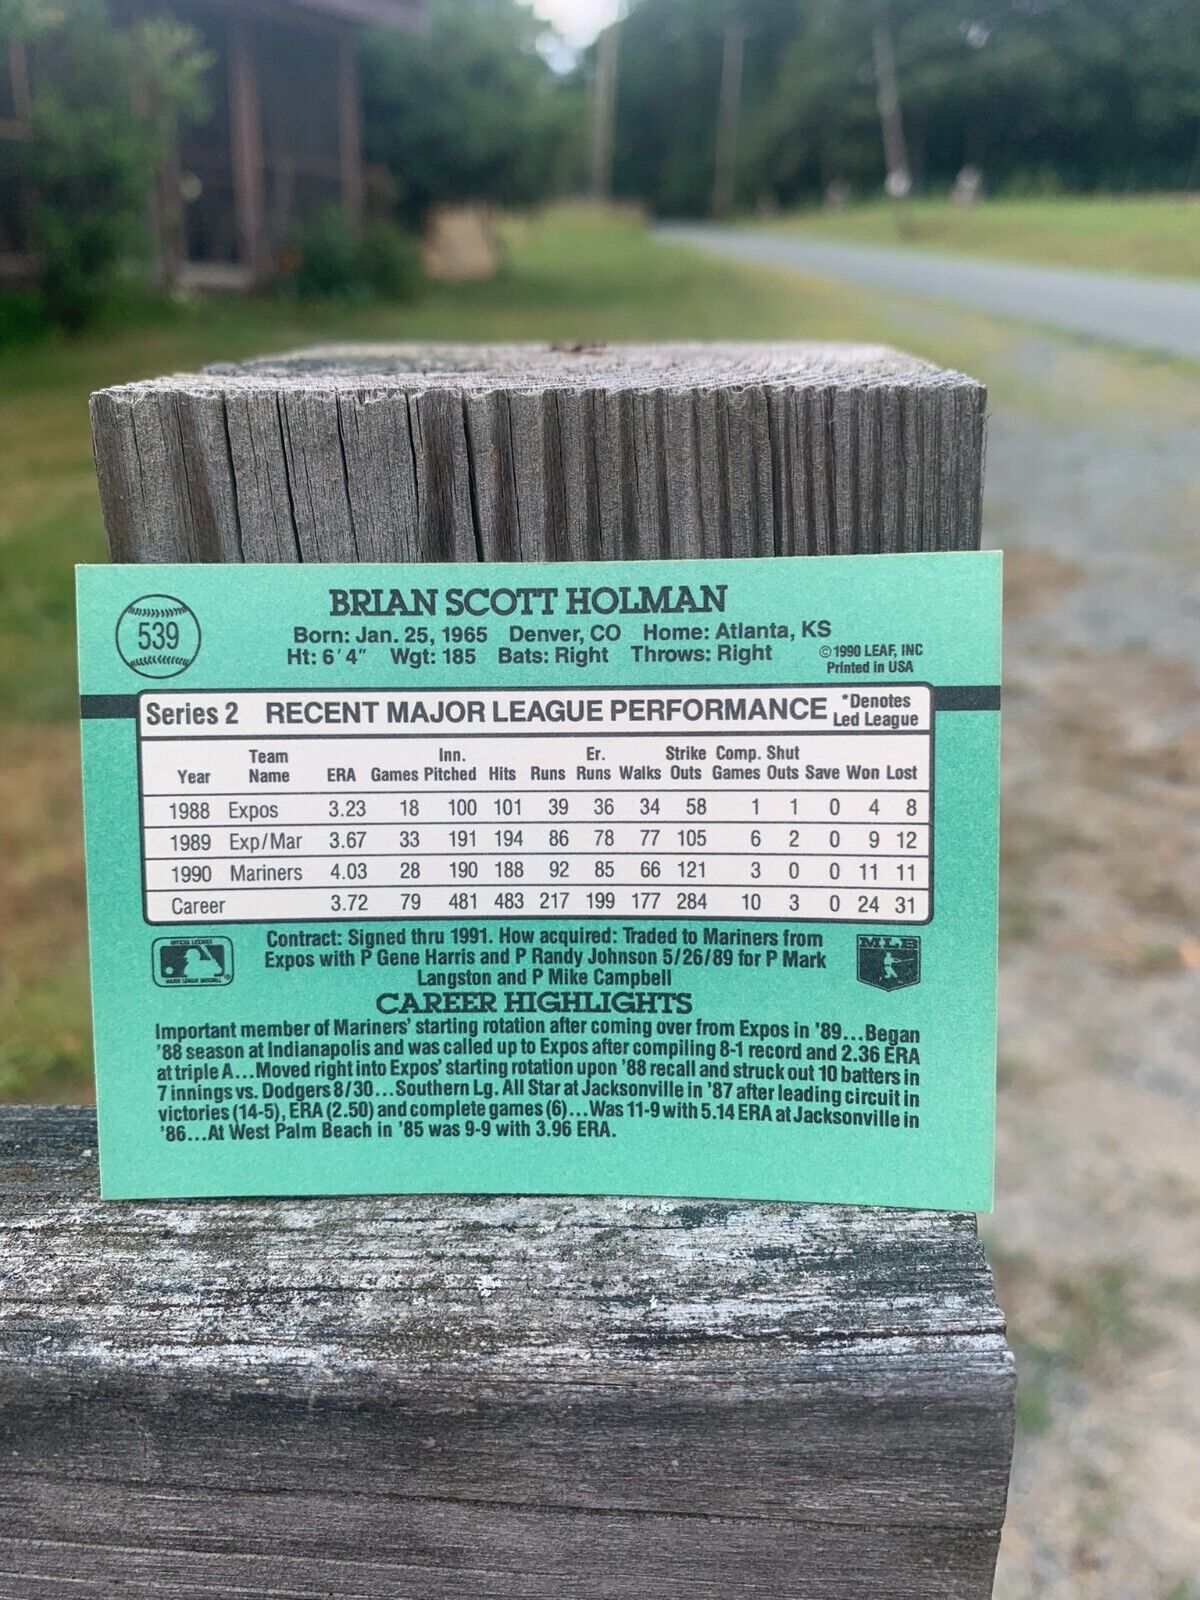 539
BRIAN SCOTT HOLMAN
Born: Jan. 25, 1965 Denver, CO Home: Atlanta, KS
Ht: 6'4" Wgt: 185 Bats: Right Throws: Right
©1990 LEAF, INC
Printed in USA
Series 2 RECENT MAJOR LEAGUE PERFORMANCE *Denotes Led League
Year Team Name ERA Games Inn. Pitched Hits Runs Er. Runs Walks Strike Outs Comp. Games Shut Outs Save Won Lost
1988 Expos 3.23 18 100 101 39 36 34 58 1 1 0 4 8
1989 Exp/Mar 3.67 33 191 194 86 78 77 105 6 2 0 9 12
1990 Mariners 4.03 28 190 188 92 85 66 121 3 0 0 11 11
Career 3.72 79 481 483 217 199 177 284 10 3 0 24 31
OFFICIAL LICENSEE
MAJOR LEAGUE BASEBALL
Contract: Signed thru 1991. How acquired: Traded to Mariners from
Expos with P Gene Harris and P Randy Johnson 5/26/89 for P Mark
Langston and P Mike Campbell
MLB
CAREER HIGHLIGHTS
Important member of Mariners' starting rotation after coming over from Expos in '89...Began
'88 season at Indianapolis and was called up to Expos after compiling 8-1 record and 2.36 ERA
at triple A...Moved right into Expos' starting rotation upon '88 recall and struck out 10 batters in
7 innings vs. Dodgers 8/30...Southern Lg. All Star at Jacksonville in '87 after leading circuit in
victories (14-5), ERA (2.50) and complete games (6)...Was 11-9 with 5.14 ERA at Jacksonville in
'86...At West Palm Beach in '85 was 9-9 with 3.96 ERA.